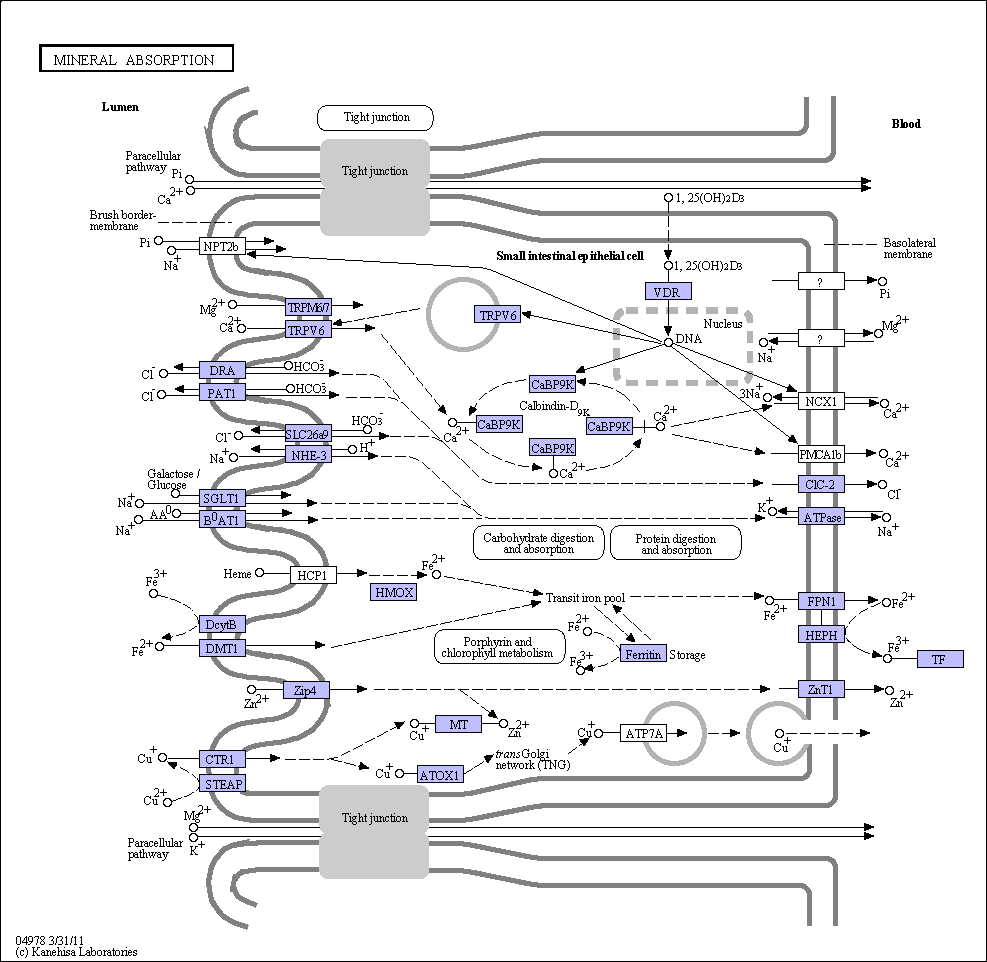 MINERAL ABSORPTION
Lumen
Blood
Tight junction
Tight junction
Paracellular
pathway
Pi
Ca2+
1, 25(OH)2D3
Brush border-
membrane
Pi
Na+
NPT2b
Small intestinal epithelial cell
1, 25(OH)2D3
Basolateral
membrane
VDR
?
Pi
Mg2+
TRPM6/7
Ca2+
TRPV6
TRPV6
Nucleus
DNA
?
Mg2+
Na+
Cl-
DRA
HCO3-
Cl-
PAT1
HCO3-
CaBP9K
Calbindin-D9K
CaBP9K
CaBP9K
CaBP9K
Ca2+
Ca2+
Ca2+
3Na+
NCX1
Ca2+
Cl-
SLC26a9
HCO3-
Na+
NHE-3
H+
PMCA1b
Ca2+
ClC-2
Cl-
Galactose /
Glucose
Na+
SGLT1
AA0
Na+
B0AT1
K+
ATPase
Na+
Carbohydrate digestion
and absorption
Protein digestion
and absorption
Heme
HCP1
HMOX
Fe2+
Fe3+
DcytB
Fe2+
DMT1
Transit iron pool
Fe2+
Fe3+
Ferritin
Storage
Porphyrin and
chlorophyll metabolism
Fe2+
FPN1
Fe2+
HEPH
Fe3+
TF
Zn2+
Zip4
ZnT1
Zn2+
Cu+
MT
Zn2+
Cu+
ATP7A
Cu+
Cu+
CTR1
Cu+
ATOX1
transGolgi
network (TNG)
STEAP
Cu2+
Mg2+
Tight junction
K+
Paracellular
pathway
04978 3/31/11
(c) Kanehisa Laboratories